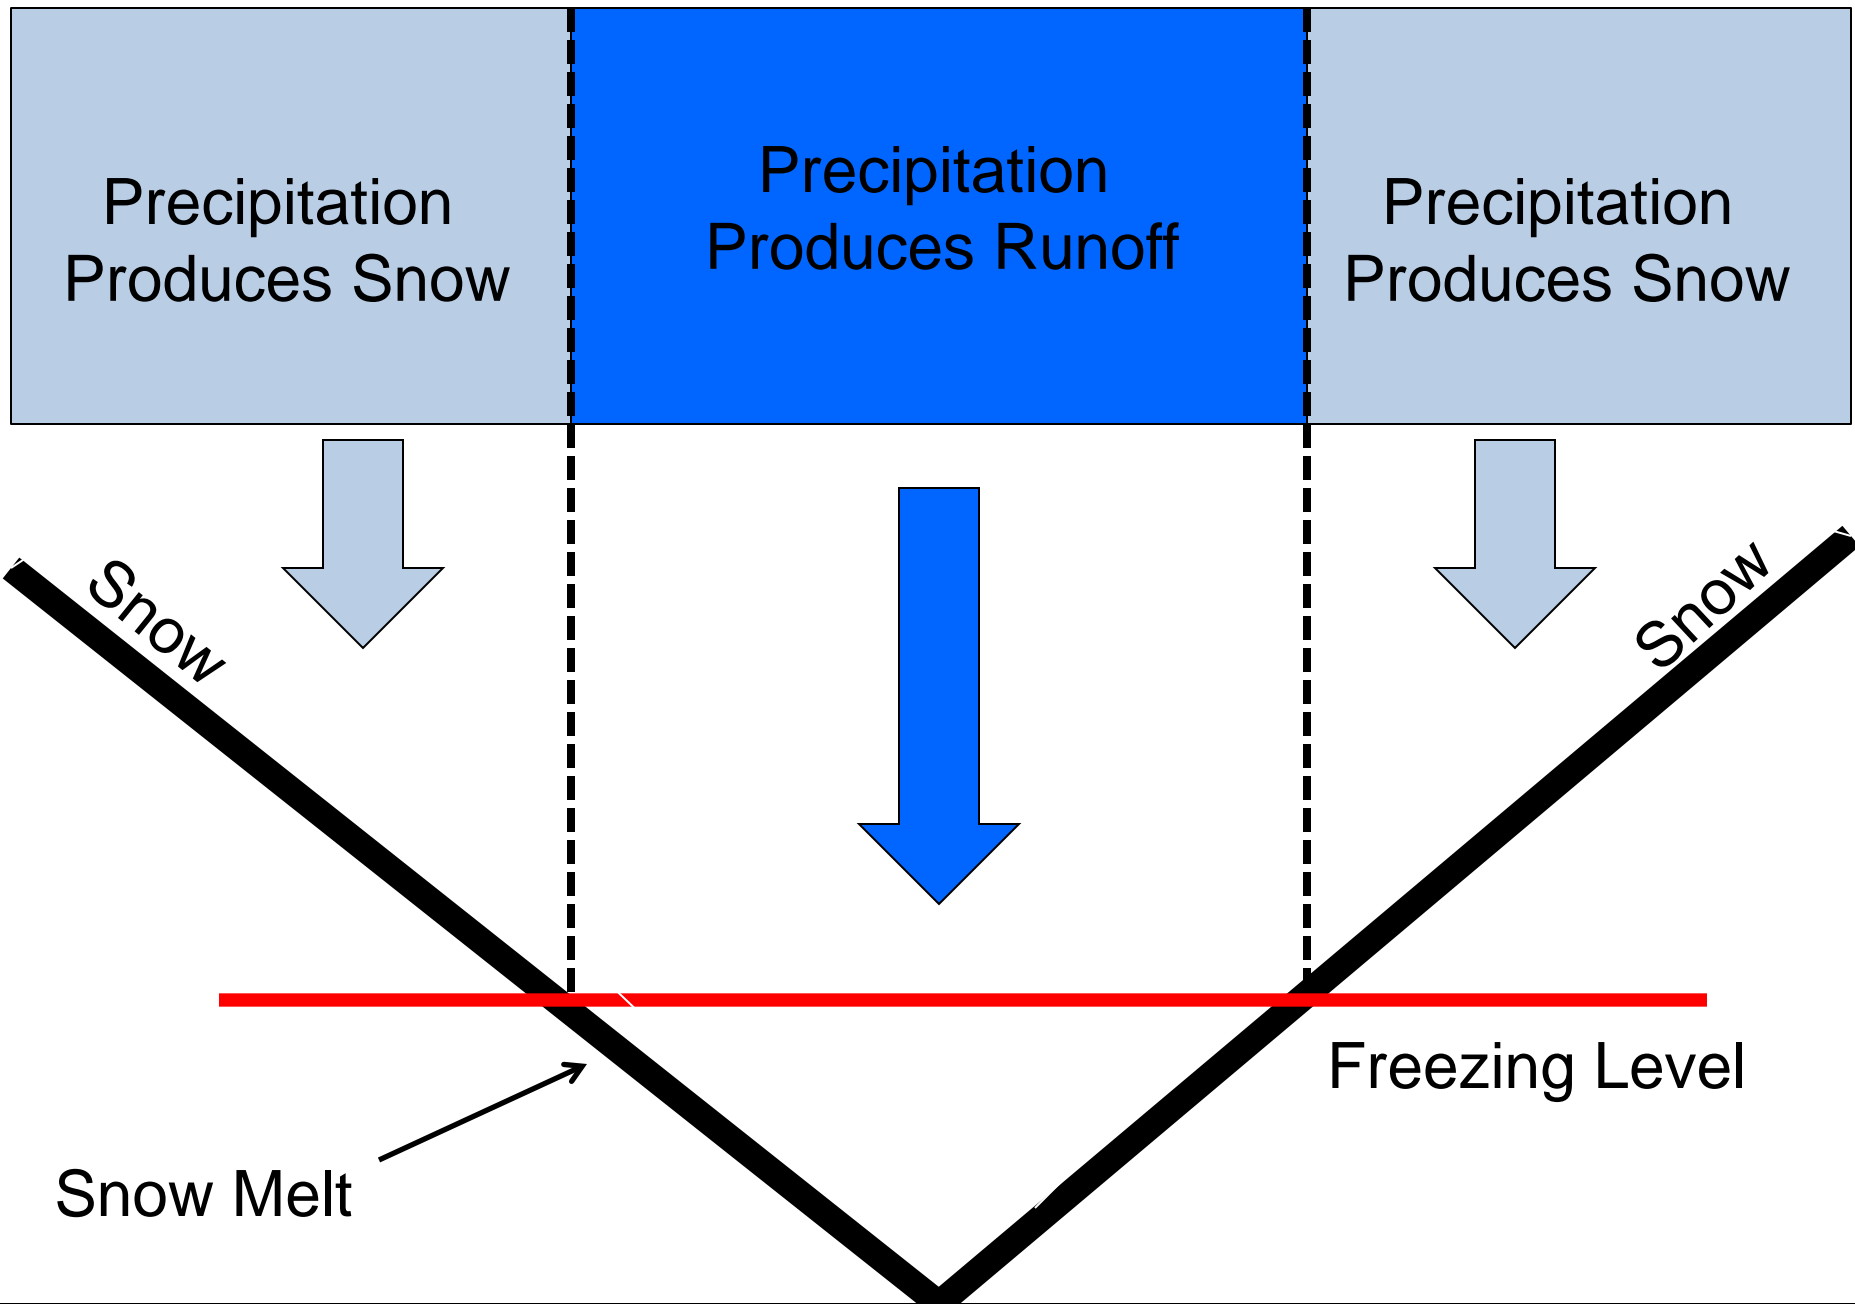 Precipitation
Produces Snow
Precipitation
Produces Runoff
Precipitation
Produces Snow
Snow
Snow
Freezing Level
Snow Melt